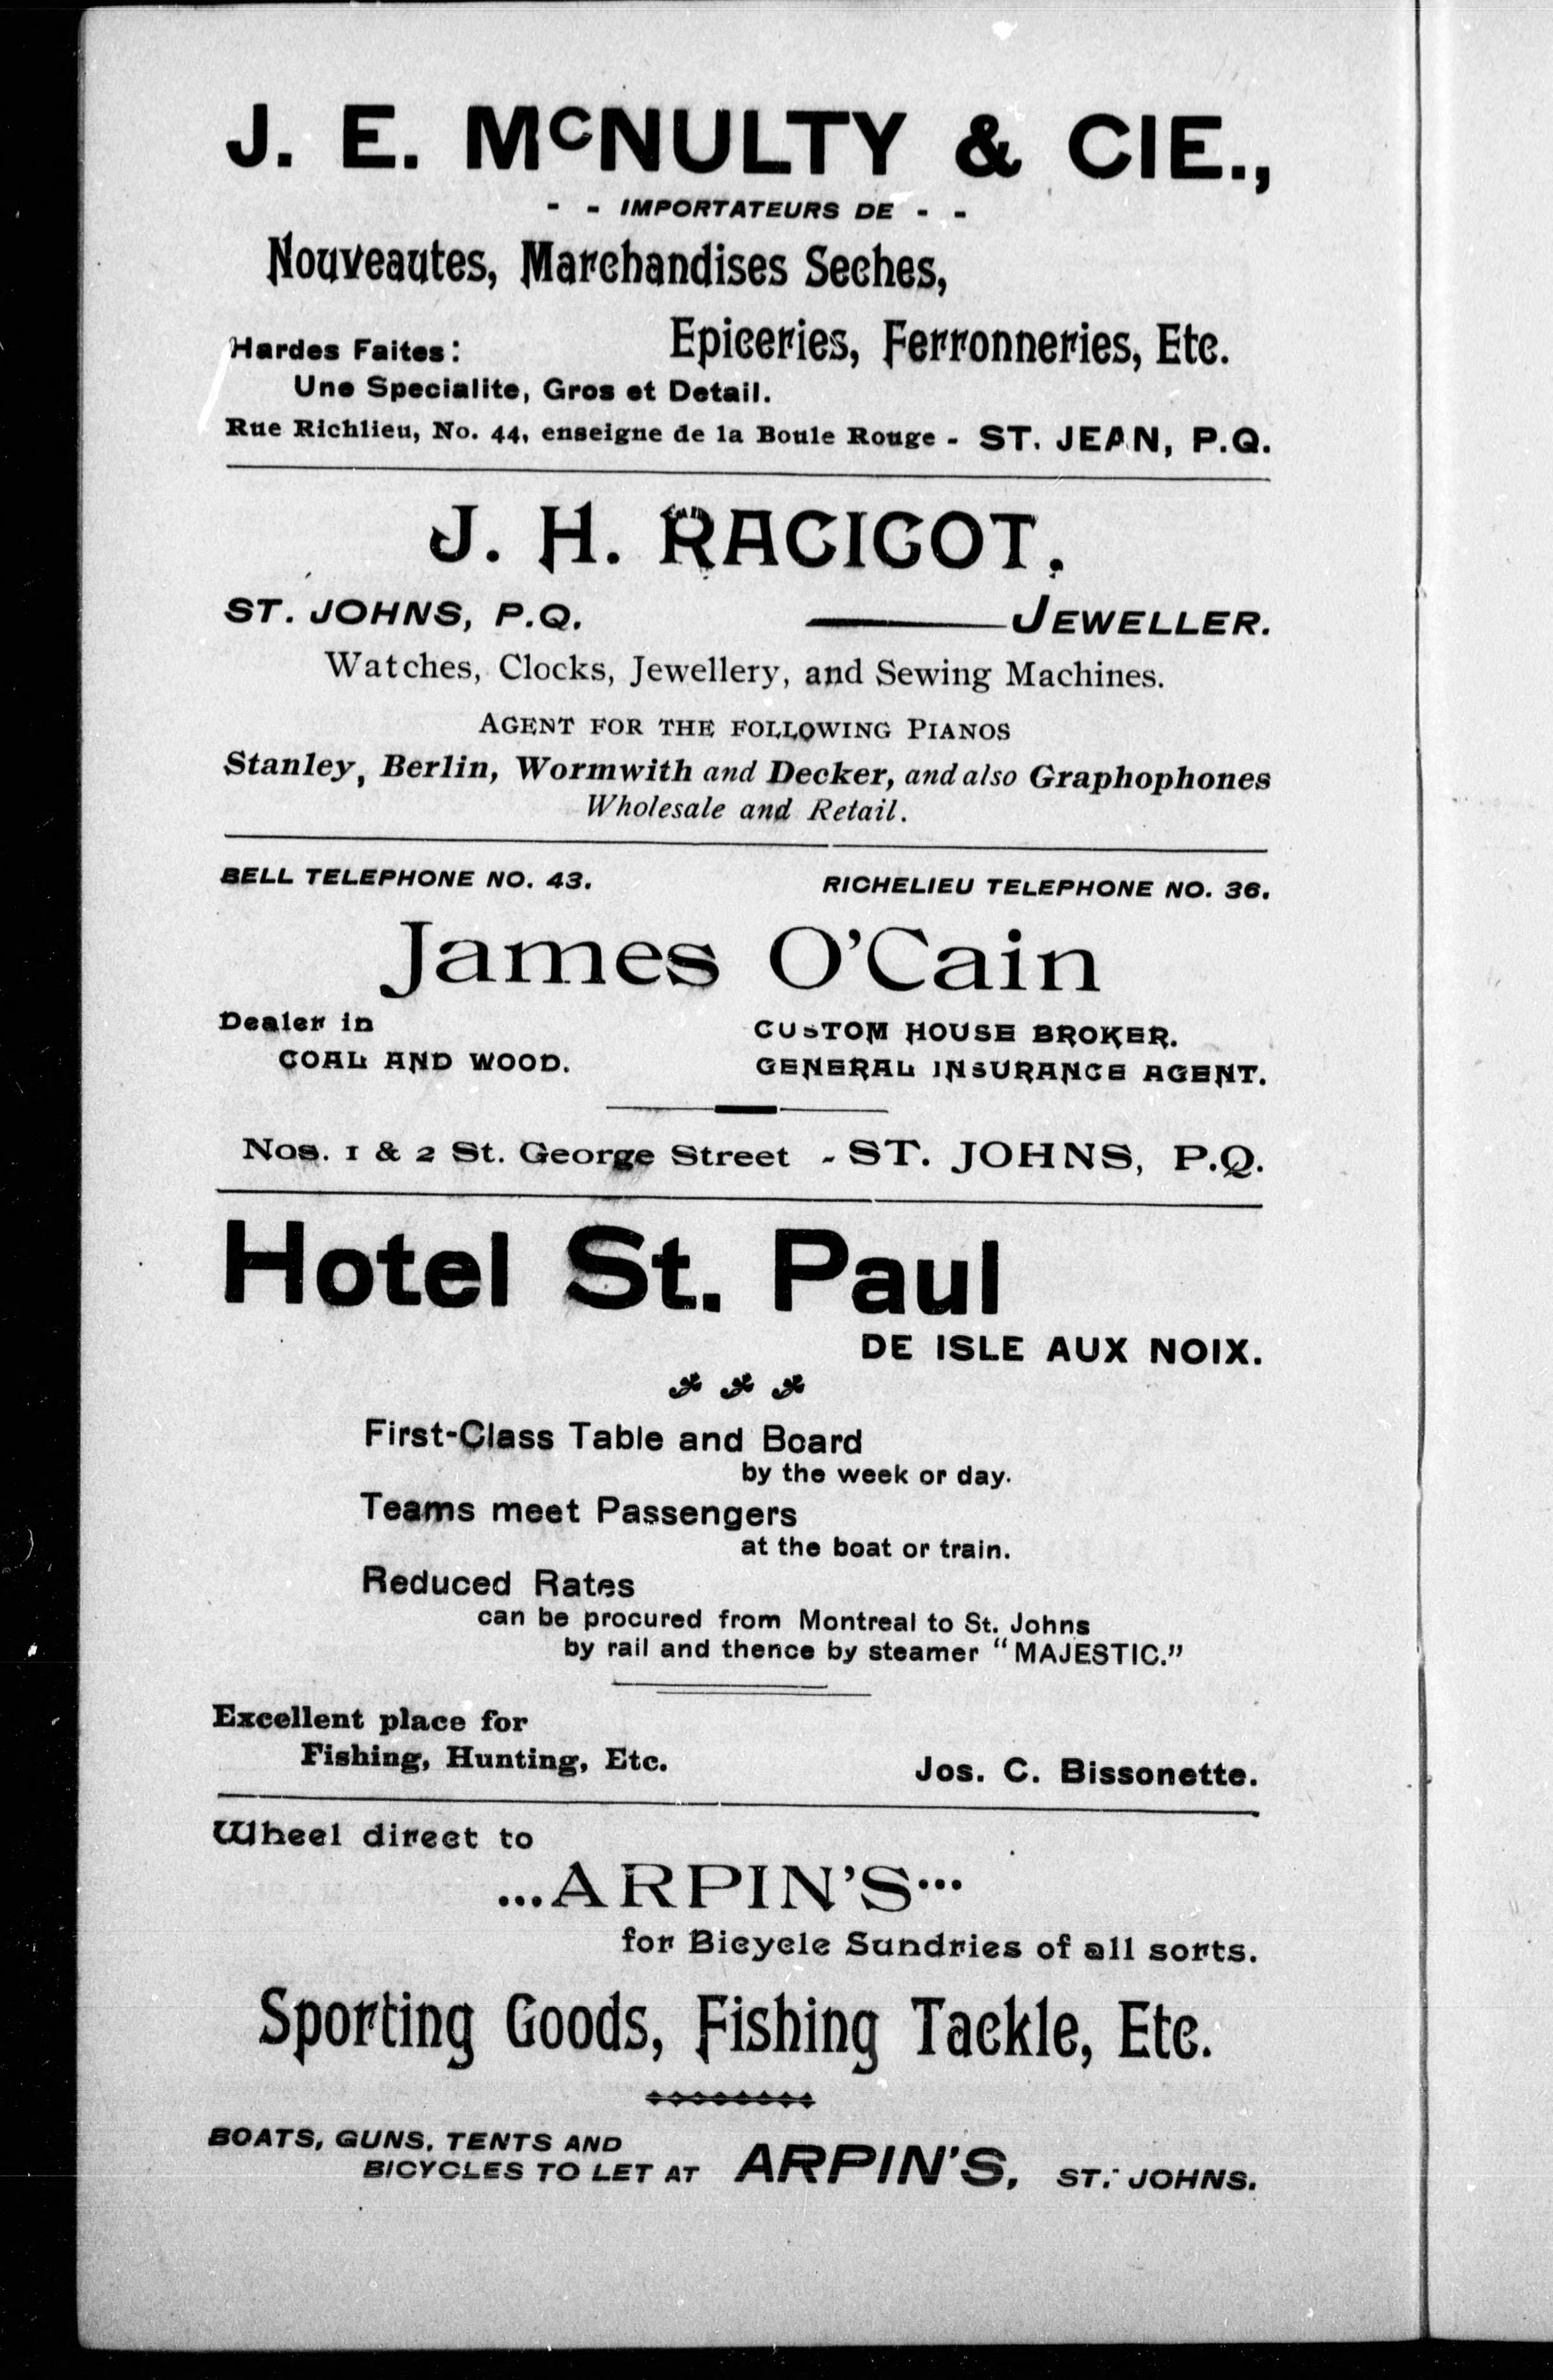 J. E. McNULTY & CIE.,
- - IMPORTATEURS DE - -
Nouveautes, Marchandises Seches,
Epiceries, Ferronneries, Etc.
Hardes Faites:
Une Specialite, Gros et Detail.
Rue Richlieu, No. 44, enseigne de la Boule Rouge - ST. JEAN, P.Q.
J. H. RACICOT,
ST. JOHNS, P.Q. JEWELLER.
Watches, Clocks, Jewellery, and Sewing Machines.
AGENT FOR THE FOLLOWING PIANOS
Stanley, Berlin, Wormwith and Decker, and also Graphophones
Wholesale and Retail.
BELL TELEPHONE NO. 43. RICHELIEU TELEPHONE NO. 36.
James O'Cain
Dealer in
COAL AND WOOD.
CUSTOM HOUSE BROKER.
GENERAL INSURANCE AGENT.
Nos. 1 & 2 St. George Street - ST. JOHNS, P.Q.
Hotel St. Paul
DE ISLE AUX NOIX.
First-Class Table and Board
by the week or day.
Teams meet Passengers
at the boat or train.
Reduced Rates
can be procured from Montreal to St. Johns
by rail and thence by steamer "MAJESTIC."
Excellent place for
Fishing, Hunting, Etc.
Jos. C. Bissonette.
Wheel direct to
...ARPIN'S...
for Bicycle Sundries of all sorts.
Sporting Goods, Fishing Tackle, Etc.
BOATS, GUNS, TENTS AND
BICYCLES TO LET AT ARPIN'S, ST. JOHNS.